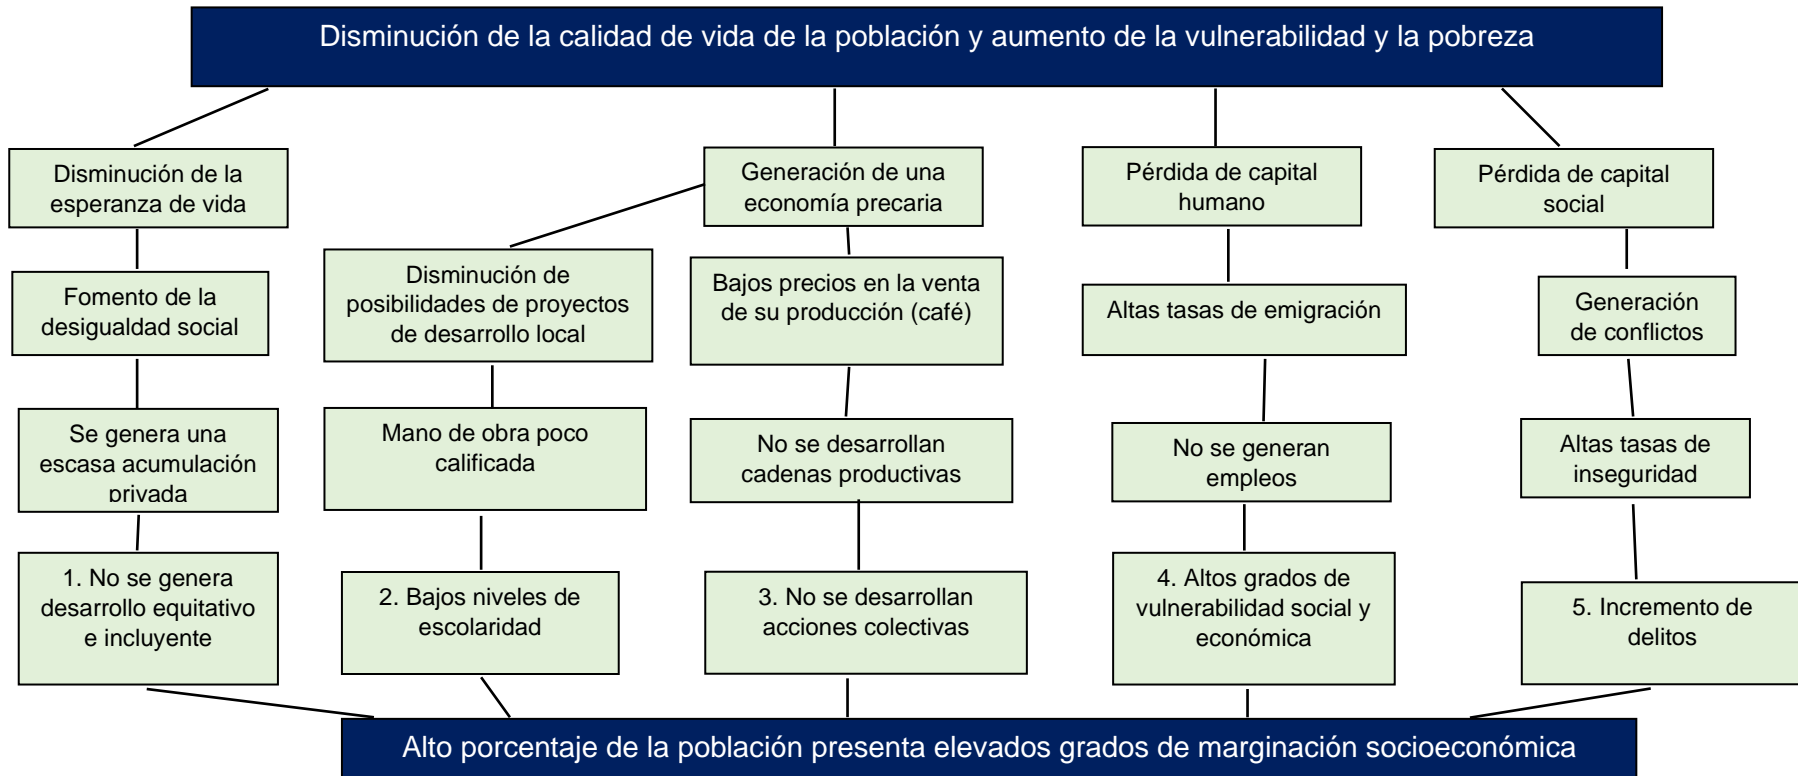 Disminución de la calidad de vida de la población y aumento de la vulnerabilidad y la pobreza
Disminución de la
esperanza de vida
Generación de una
economía precaria
Pérdida de capital
humano
Pérdida de capital
social
Fomento de la
desigualdad social
Disminución de
posibilidades de proyectos
de desarrollo local
Bajos precios en la venta
de su producción (café)
Altas tasas de emigración
Generación
de conflictos
Se genera una
escasa acumulación
privada
Mano de obra poco
calificada
No se desarrollan
cadenas productivas
No se generan
empleos
Altas tasas de
inseguridad
1. No se genera
desarrollo equitativo
e incluyente
2. Bajos niveles de
escolaridad
3. No se desarrollan
acciones colectivas
4. Altos grados de
vulnerabilidad social y
económica
5. Incremento de
delitos
Alto porcentaje de la población presenta elevados grados de marginación socioeconómica